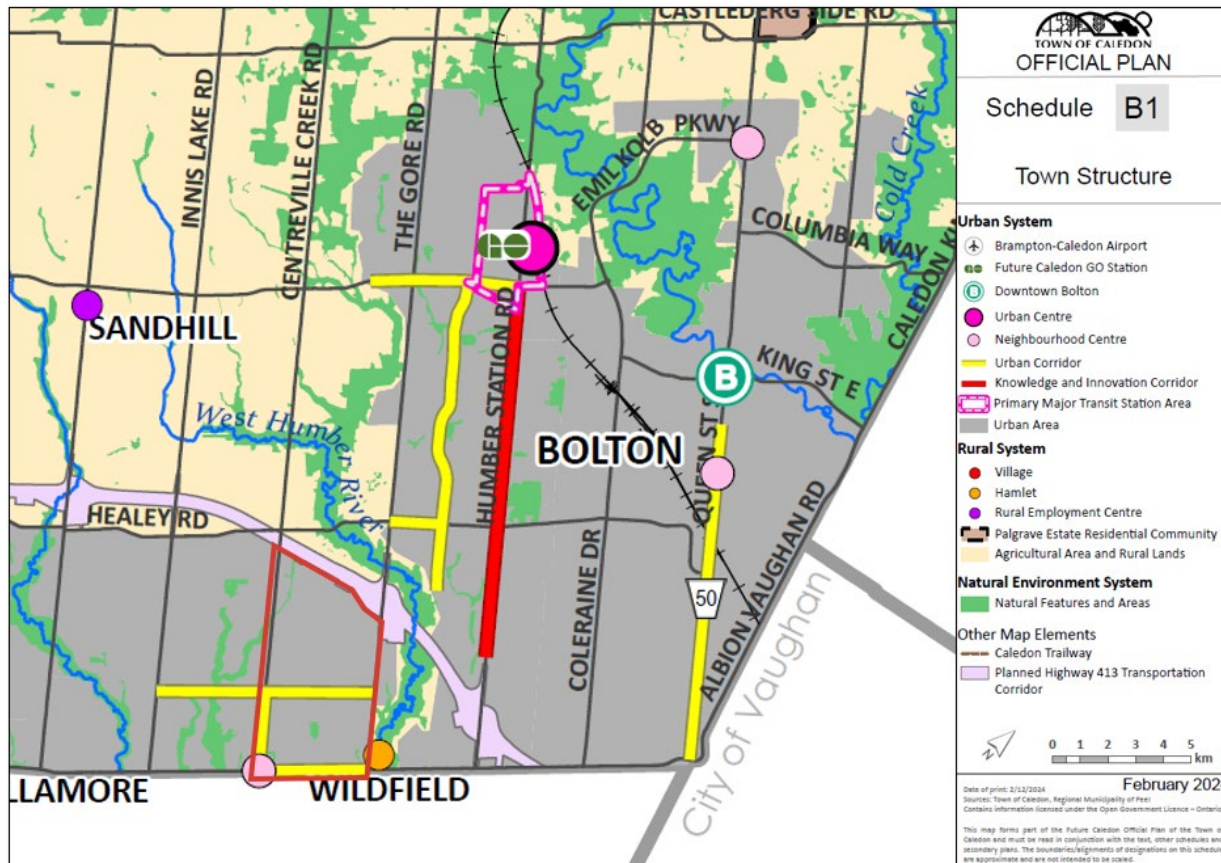 CASTLEDERG SIDE RD
INNIS LAKE RD
CENTREVILLE CREEK RD
THE GORE RD
EMIL KOLB
PKWY
Cold Creek
COLUMBIA WAY
GO
SANDHILL
HUMBER STATION RD
B
KING ST E
West Humber
River
BOLTON
QUEEN ST
HEALEY RD
COLERAINE DR
50
ALBION VAUGHAN RD
City of Vaughan
LLAMORE
WILDFIELD
TOWN OF CALEDON
OFFICIAL PLAN
Schedule B1
Town Structure
Urban System
Brampton-Caledon Airport
GO Future Caledon GO Station
B Downtown Bolton
Urban Centre
Neighbourhood Centre
Urban Corridor
Knowledge and Innovation Corridor
Primary Major Transit Station Area
Urban Area
Rural System
Village
Hamlet
Rural Employment Centre
Palgrave Estate Residential Community
Agricultural Area and Rural Lands
Natural Environment System
Natural Features and Areas
Other Map Elements
Caledon Trailway
Planned Highway 413 Transportation
Corridor
N
0 1 2 3 4 5
km
February 202
Date of print: 2/12/2024
Sources: Town of Caledon, Regional Municipality of Peel
Contains information licensed under the Open Government Licence – Ontario
This map forms part of the Future Caledon Official Plan of the Town of
Caledon and must be read in conjunction with the text, other schedules and
secondary plans. The boundaries/alignments of designations on this schedule
are approximate and are not intended to be scaled.